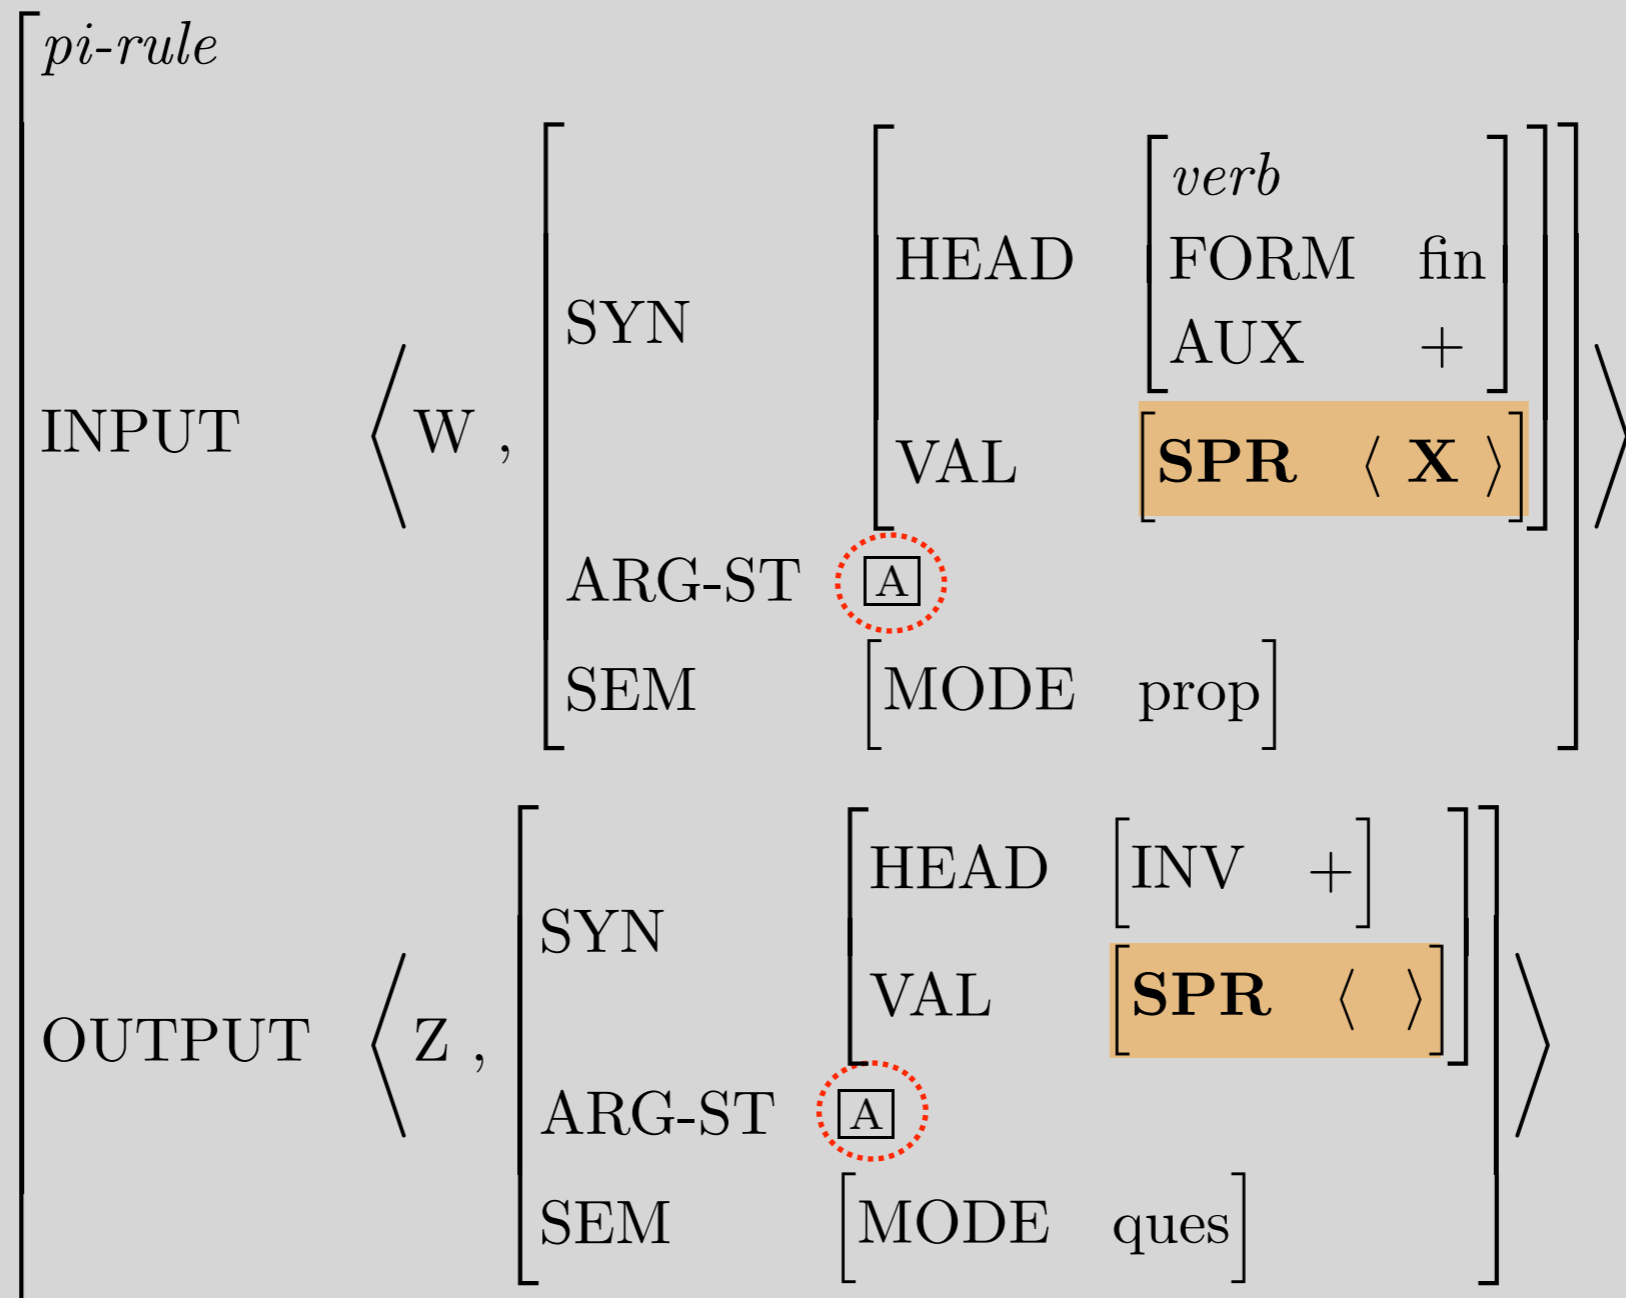 pi-rule
verb
HEAD FORM fin
SYN AUX +
INPUT ⟨ W , VAL [SPR ⟨ X ⟩] ⟩
ARG-ST A
SEM [MODE prop]
HEAD [INV +]
SYN
VAL [SPR ⟨ ⟩]
OUTPUT ⟨ Z , ⟩
ARG-ST A
SEM [MODE ques]